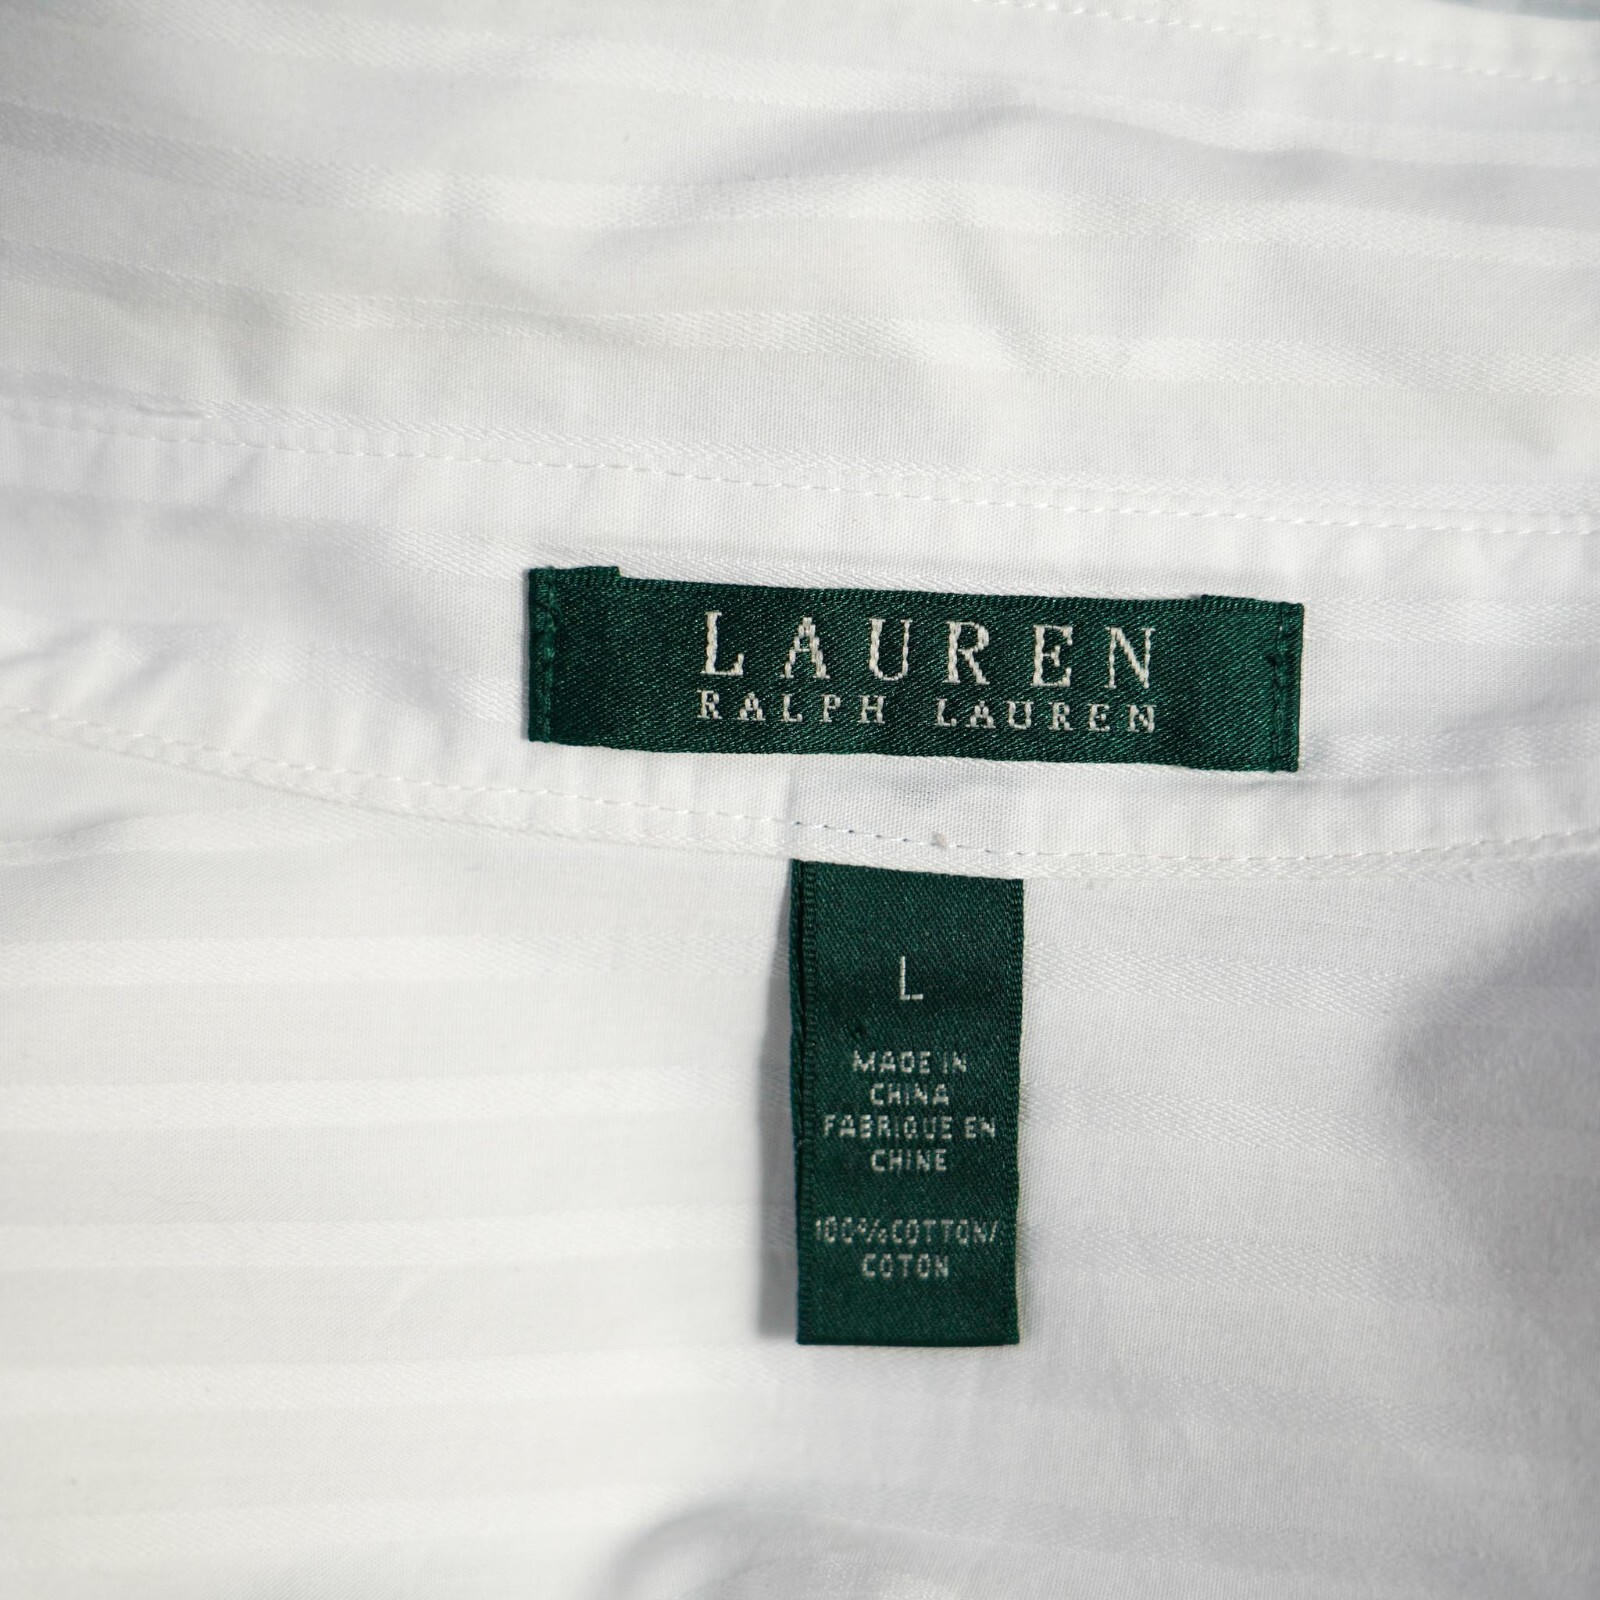 LAUREN
RALPH LAUREN
L
MADE IN
CHINA
FABRIQUE EN
CHINE
100% COTTON/
COTON